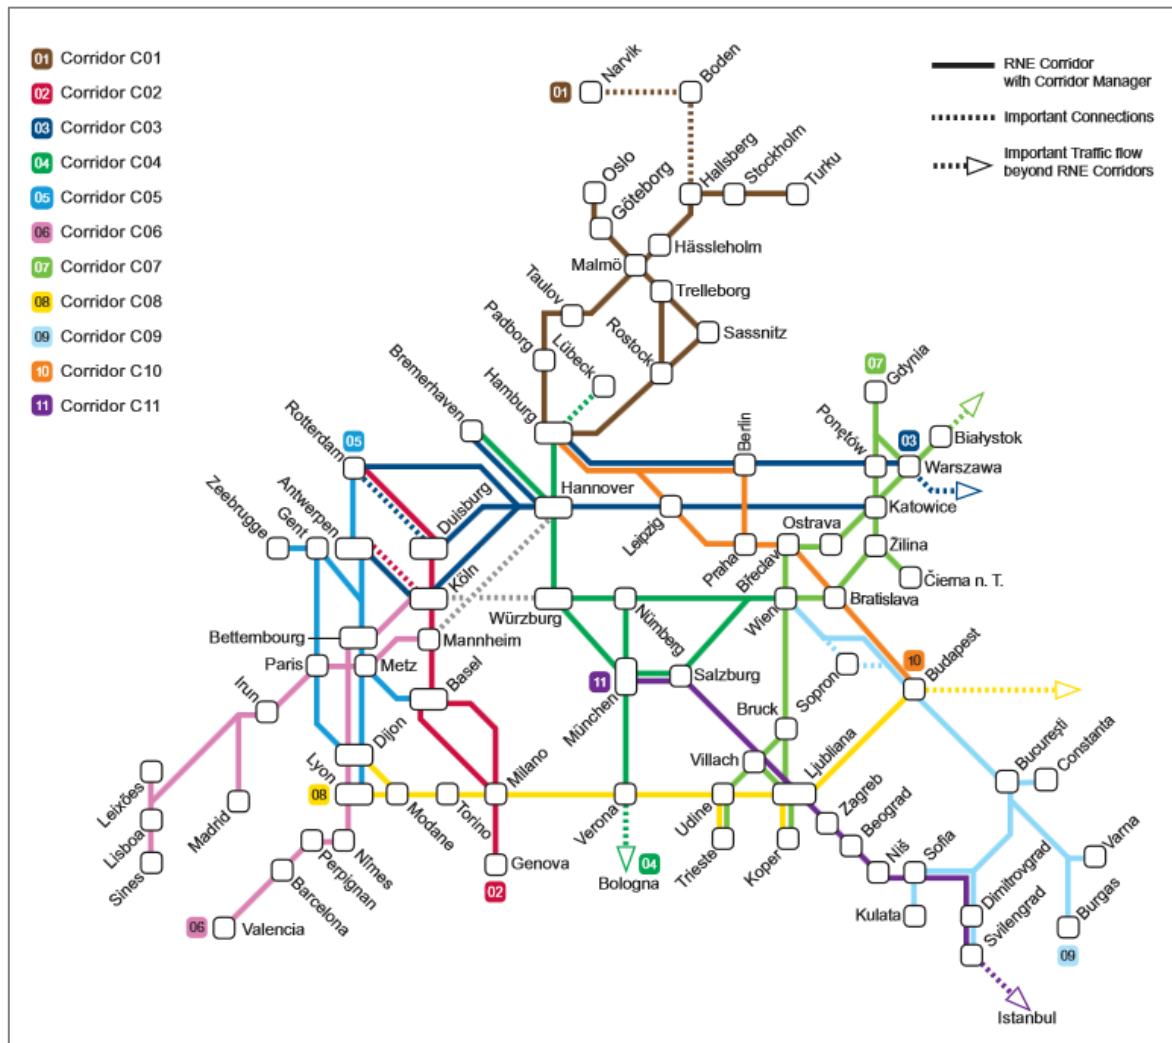 01 Corridor C01
02 Corridor C02
03 Corridor C03
04 Corridor C04
05 Corridor C05
06 Corridor C06
07 Corridor C07
08 Corridor C08
09 Corridor C09
10 Corridor C10
11 Corridor C11
RNE Corridor
with Corridor Manager
Important Connections
Important Traffic flow
beyond RNE Corridors
01
Narvik
Boden
Oslo
Göteborg
Hallsberg
Stockholm
Turku
Hässleholm
Malmö
Trelleborg
Taulov
Sassnitz
Padborg
Lübeck
Rostock
Bremerhaven
Hamburg
07
Gdynia
Ponętów
Białystok
03
Warszawa
Berlin
05
Rotterdam
Hannover
Katowice
Zeebrugge
Gent
Antwerpen
Duisburg
Leipzig
Praha
Ostrava
Žilina
Čierna n. T.
Břeclav
Köln
Würzburg
Nürnberg
Wien
Bratislava
Bettembourg
Mannheim
Paris
Metz
Basel
11
München
Salzburg
Sopron
10
Budapest
Irun
Bruck
Dijon
Villach
Ljubliana
Bucureşti
Constanta
Leixões
Lisboa
Sines
Madrid
Lyon
08
Modane
Torino
Milano
Verona
Udine
Trieste
Koper
Zagreb
Beograd
Niš
Sofia
Dimitrovgrad
Svilengrad
Varna
Burgas
09
Nîmes
Perpignan
Barcelona
06
Valencia
Genova
02
Bologna
04
Kulata
Istanbul